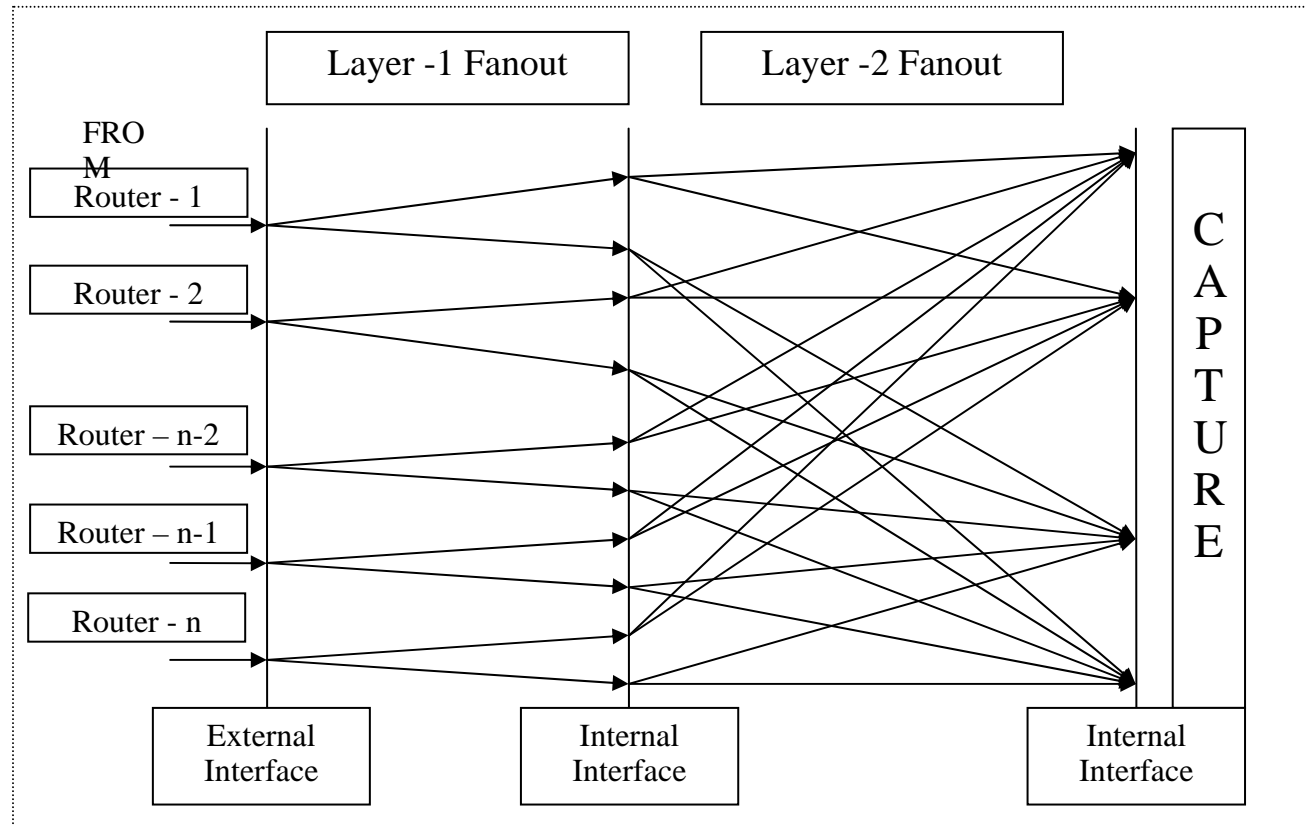 Layer -1 Fanout
Layer -2 Fanout
FRO
M
Router - 1
Router - 2
Router – n-2
Router – n-1
Router - n
C
A
P
T
U
R
E
External
Interface
Internal
Interface
Internal
Interface